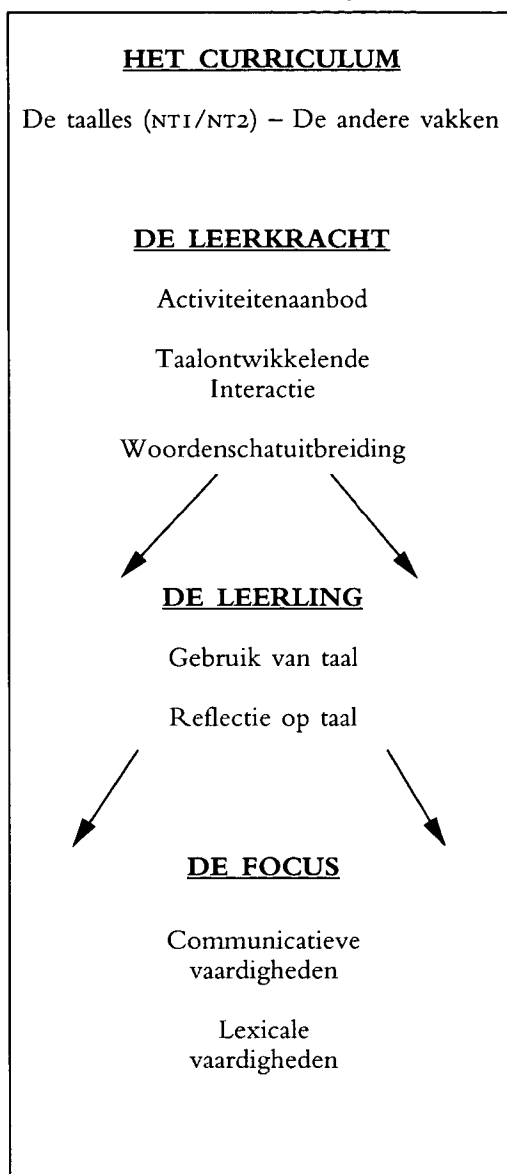 HET CURRICULUM
De taalles (NT1/NT2) – De andere vakken
DE LEERKRACHT
Activiteitenaanbod
Taalontwikkelende
Interactie
Woordenschatuitbreiding
DE LEERLING
Gebruik van taal
Reflectie op taal
DE FOCUS
Communicatieve
vaardigheden
Lexicale
vaardigheden